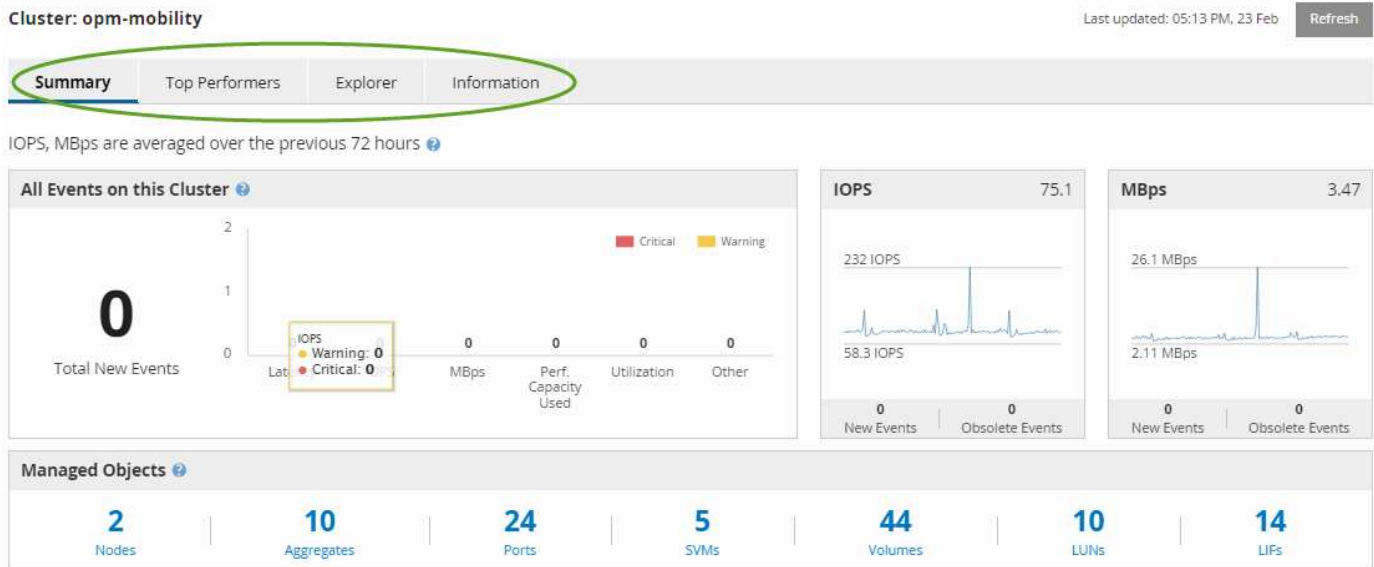 Cluster: opm-mobility
Last updated: 05:13 PM, 23 Feb
Refresh
Summary
Top Performers
Explorer
Information
IOPS, MBps are averaged over the previous 72 hours
All Events on this Cluster
0
Total New Events
2
1
0
Critical
Warning
IOPS
Warning: 0
Critical: 0
0
0
0
0
MBps
Perf.
Capacity
Used
Utilization
Other
IOPS
75.1
232 IOPS
58.3 IOPS
0
New Events
0
Obsolete Events
MBps
3.47
26.1 MBps
2.11 MBps
0
New Events
0
Obsolete Events
Managed Objects
2
Nodes
10
Aggregates
24
Ports
5
SVMs
44
Volumes
10
LUNs
14
LIFs